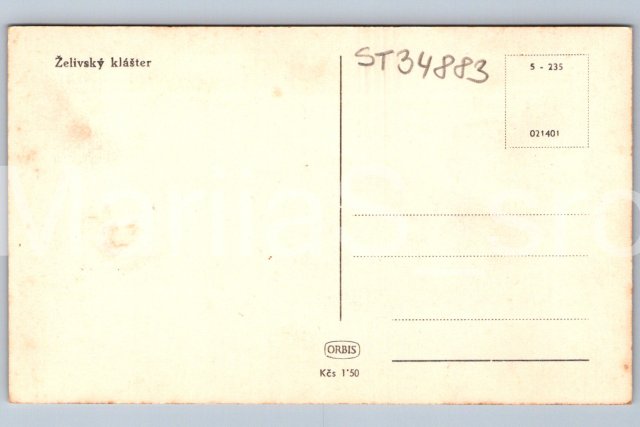 Želivský klášter
ST34883
5 - 235
021401
ORBIS
Kčs 1'50